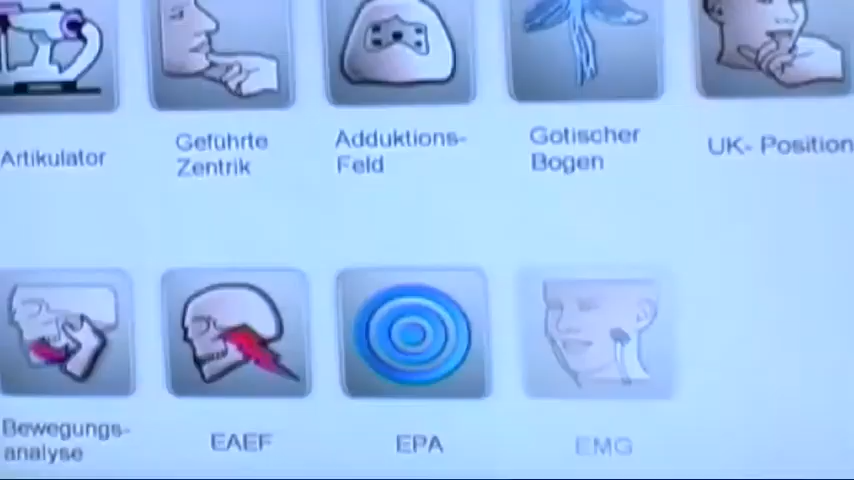 Artikulator
Geführte
Zentrik
Adduktions-
Feld
Gotischer
Bogen
UK- Position
Bewegungs-
analyse
EAEF
EPA
EMG